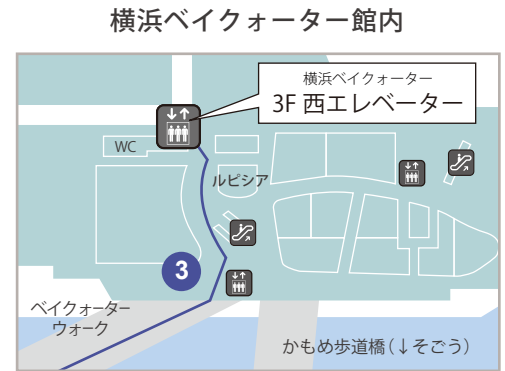 横浜ベイクォーター館内
横浜ベイクォーター
3F 西エレベーター
WC
ルピシア
3
ベイクォーター
ウォーク
かもめ歩道橋(↓そごう)